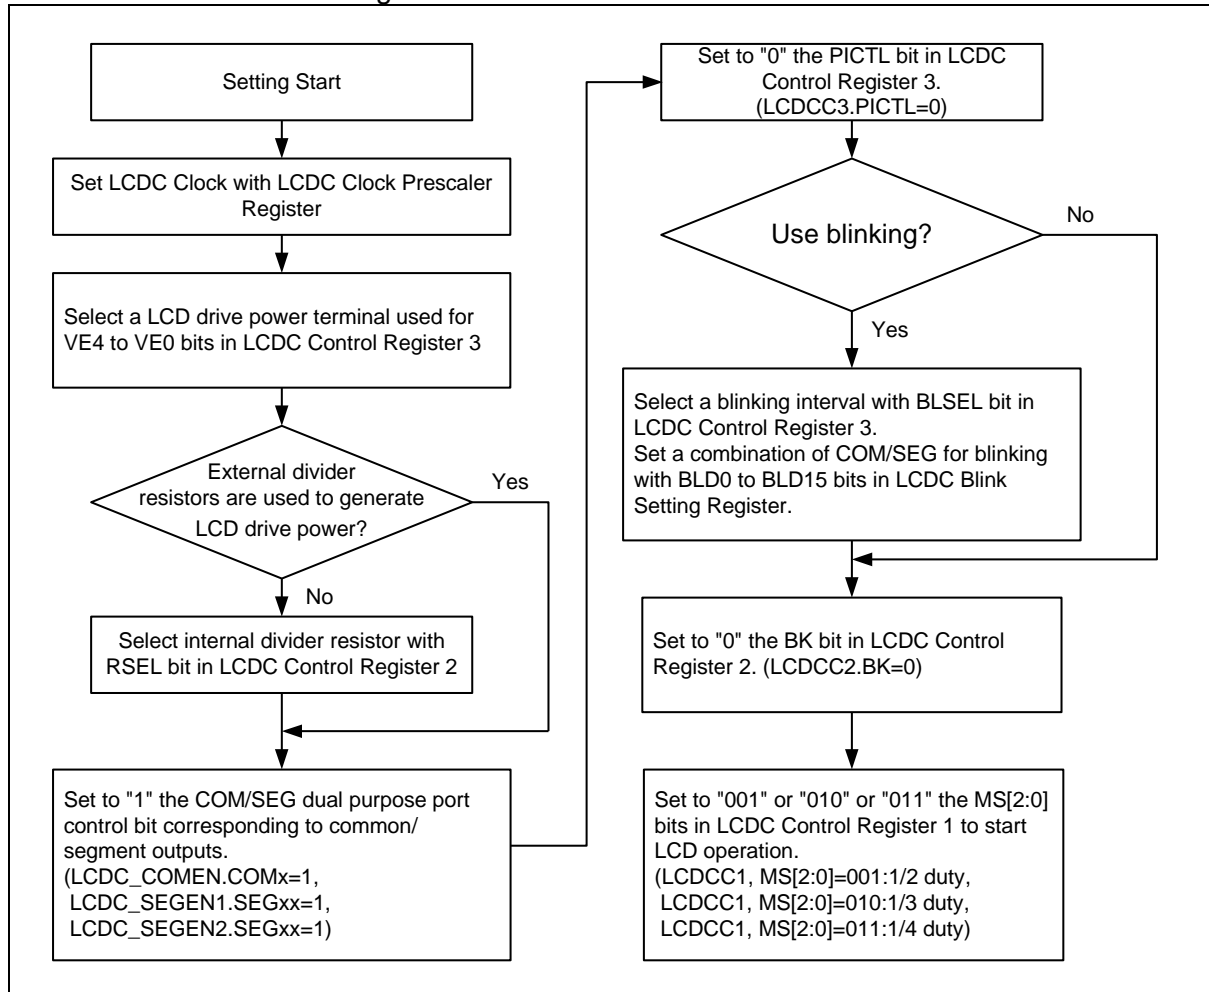 Setting Start
Set LCDC Clock with LCDC Clock Prescaler
Register
Select a LCD drive power terminal used for
VE4 to VE0 bits in LCDC Control Register 3
External divider
resistors are used to generate
LCD drive power?
Yes
No
Select internal divider resistor with
RSEL bit in LCDC Control Register 2
Set to "1" the COM/SEG dual purpose port
control bit corresponding to common/
segment outputs.
(LCDC_COMEN.COMx=1,
LCDC_SEGEN1.SEGxx=1,
LCDC_SEGEN2.SEGxx=1)
Set to "0" the PICTL bit in LCDC
Control Register 3.
(LCDCC3.PICTL=0)
Use blinking?
No
Yes
Select a blinking interval with BLSEL bit in
LCDC Control Register 3.
Set a combination of COM/SEG for blinking
with BLD0 to BLD15 bits in LCDC Blink
Setting Register.
Set to "0" the BK bit in LCDC Control
Register 2. (LCDCC2.BK=0)
Set to "001" or "010" or "011" the MS[2:0]
bits in LCDC Control Register 1 to start
LCD operation.
(LCDCC1, MS[2:0]=001:1/2 duty,
LCDCC1, MS[2:0]=010:1/3 duty,
LCDCC1, MS[2:0]=011:1/4 duty)